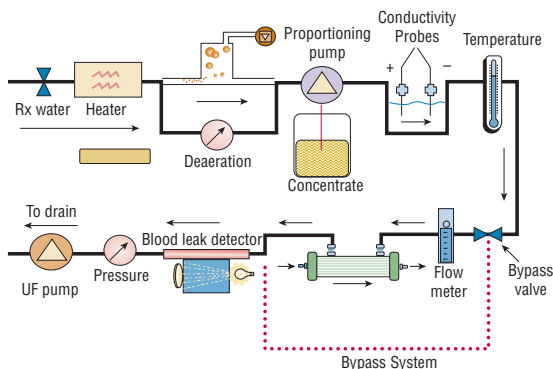 Conductivity
Probes
Proportioning
pump
Temperature
+ −
Rx water
Heater
Deaeration
Concentrate
To drain
Blood leak detector
UF pump
Pressure
Flow
meter
Bypass
valve
Bypass System